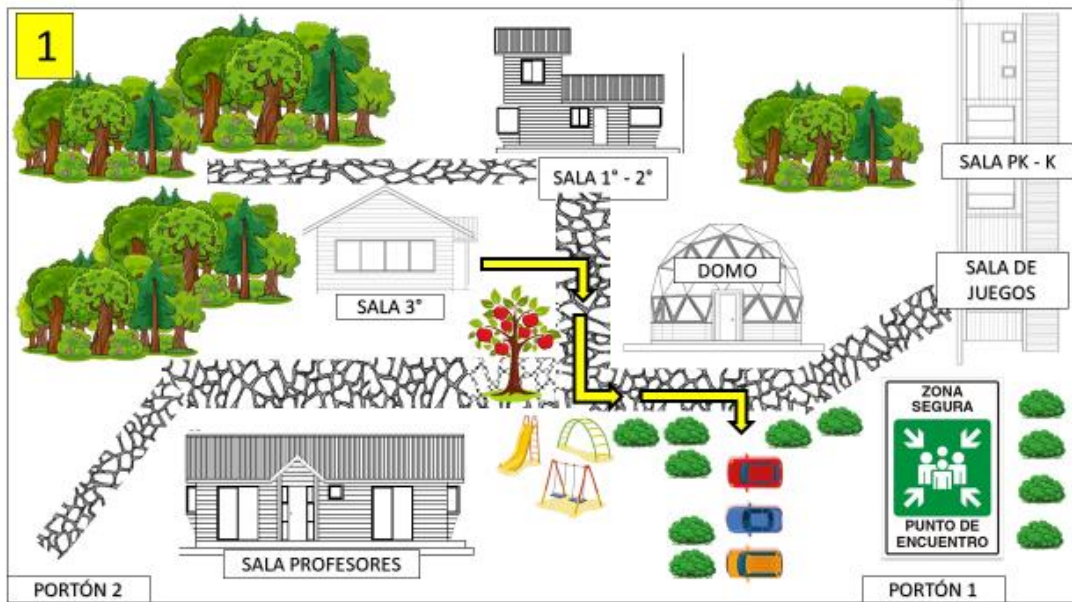 1
SALA 1° - 2°
SALA PK - K
SALA DE
JUEGOS
DOMO
SALA 3°
ZONA
SEGURA
PUNTO DE
ENCUENTRO
SALA PROFESORES
PORTÓN 2
PORTÓN 1